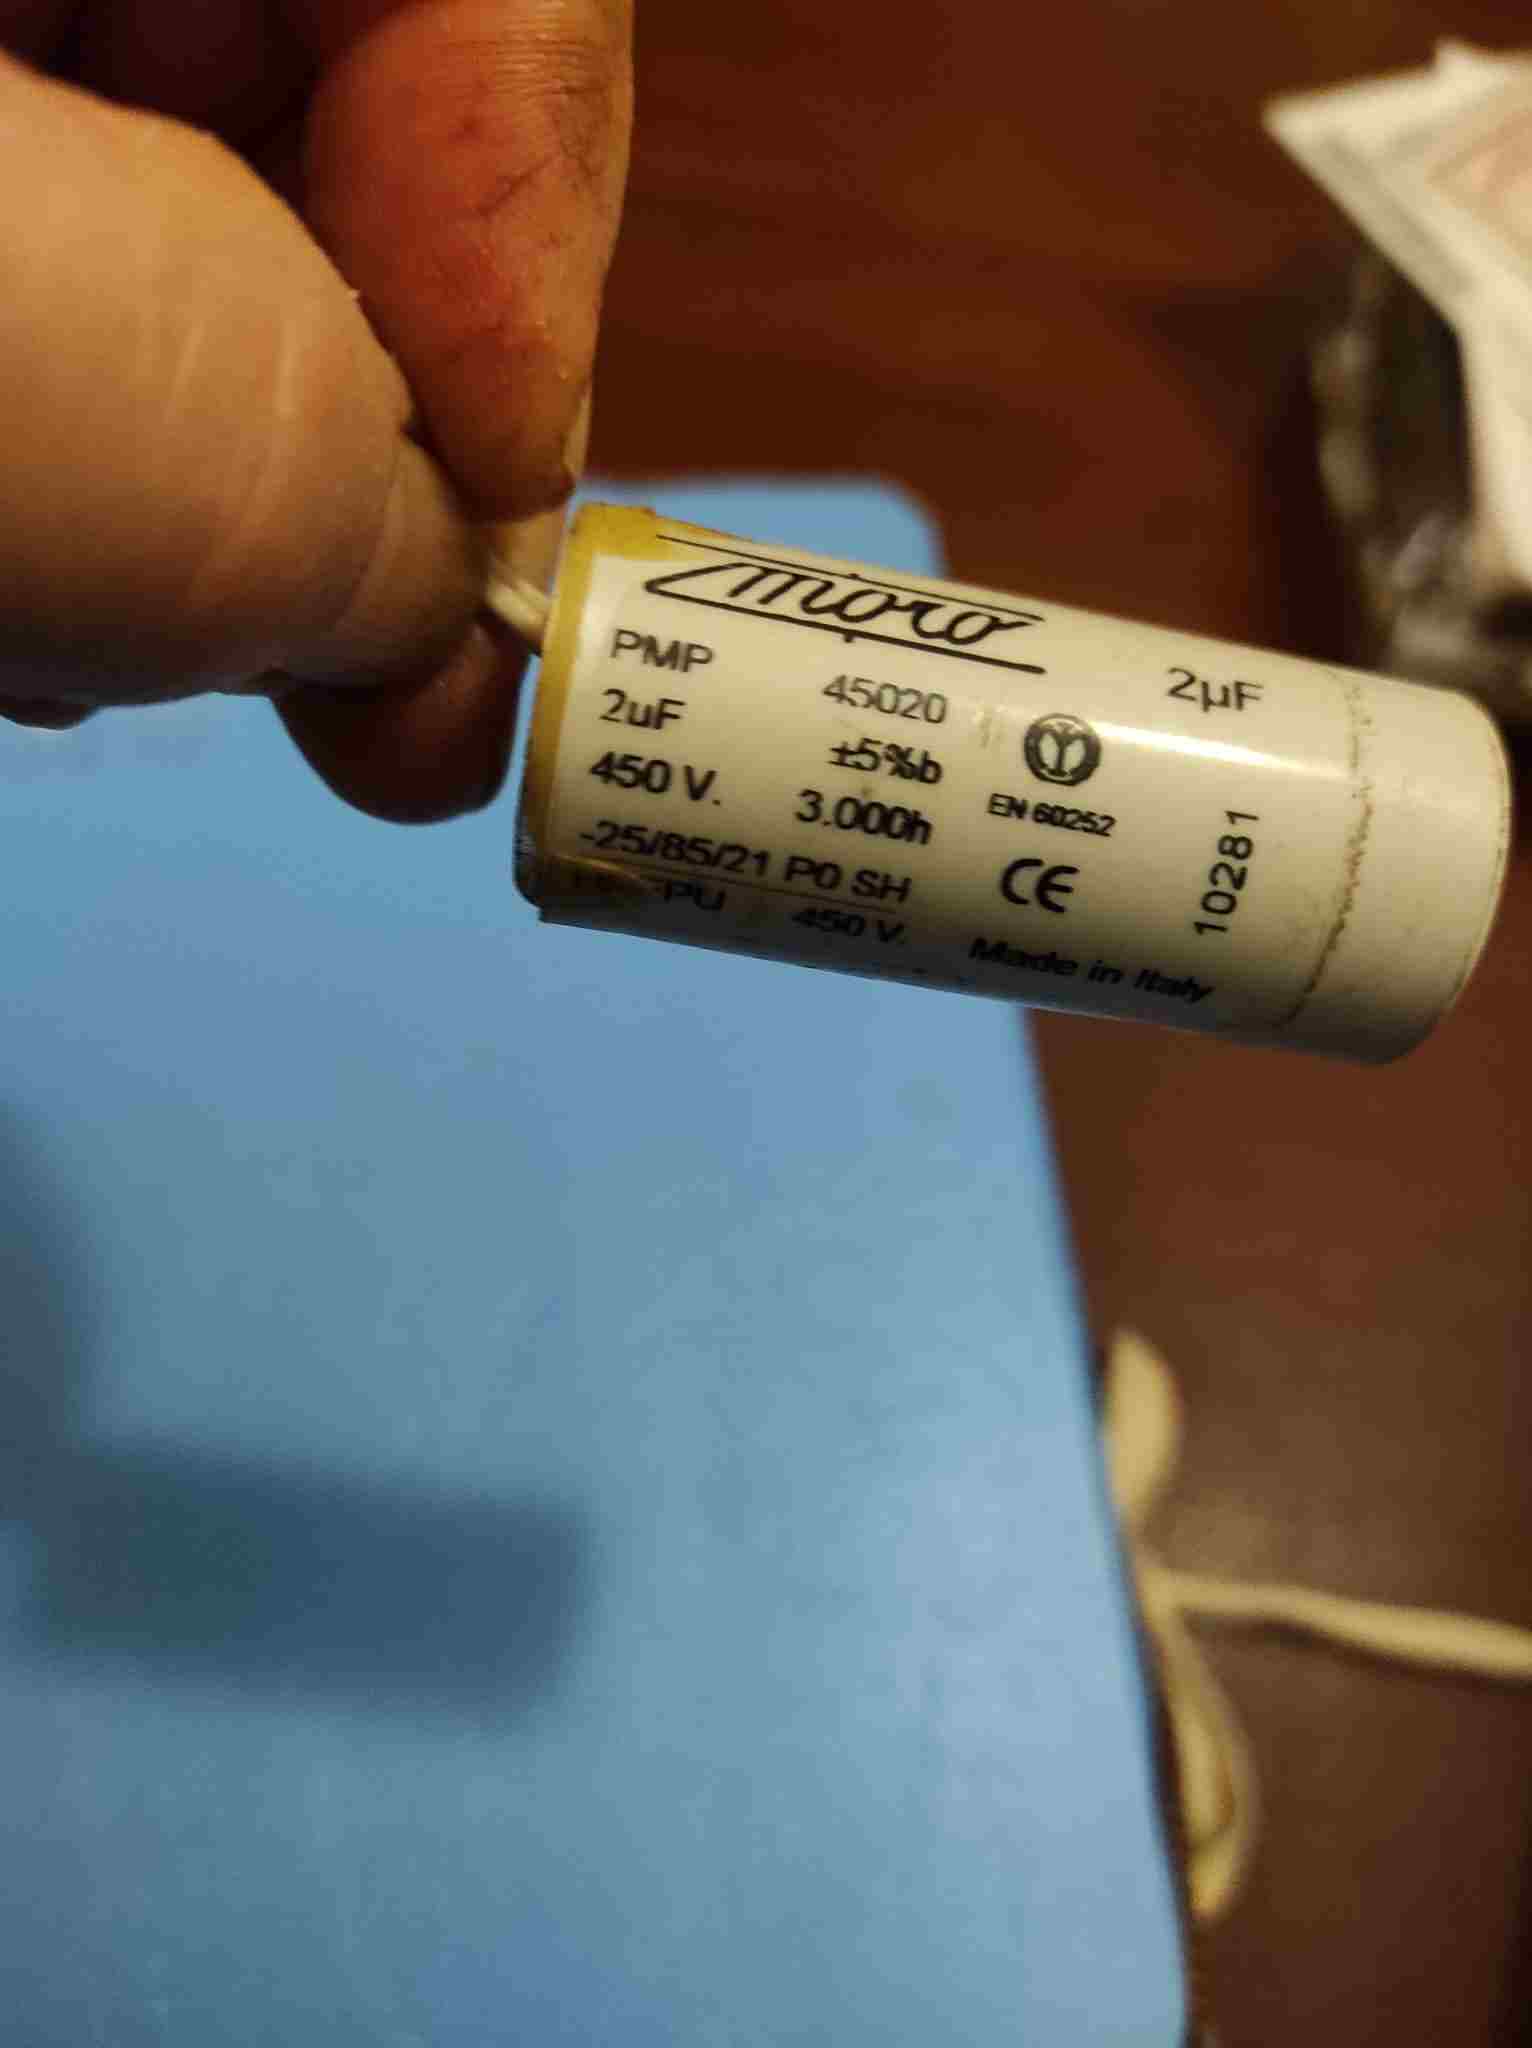 moro
PMP 45020 2µF
2uF ±5%b
450 V. 3.000h EN 60252
-25/85/21 P0 SH CE 10281
PU 450 V. Made in Italy